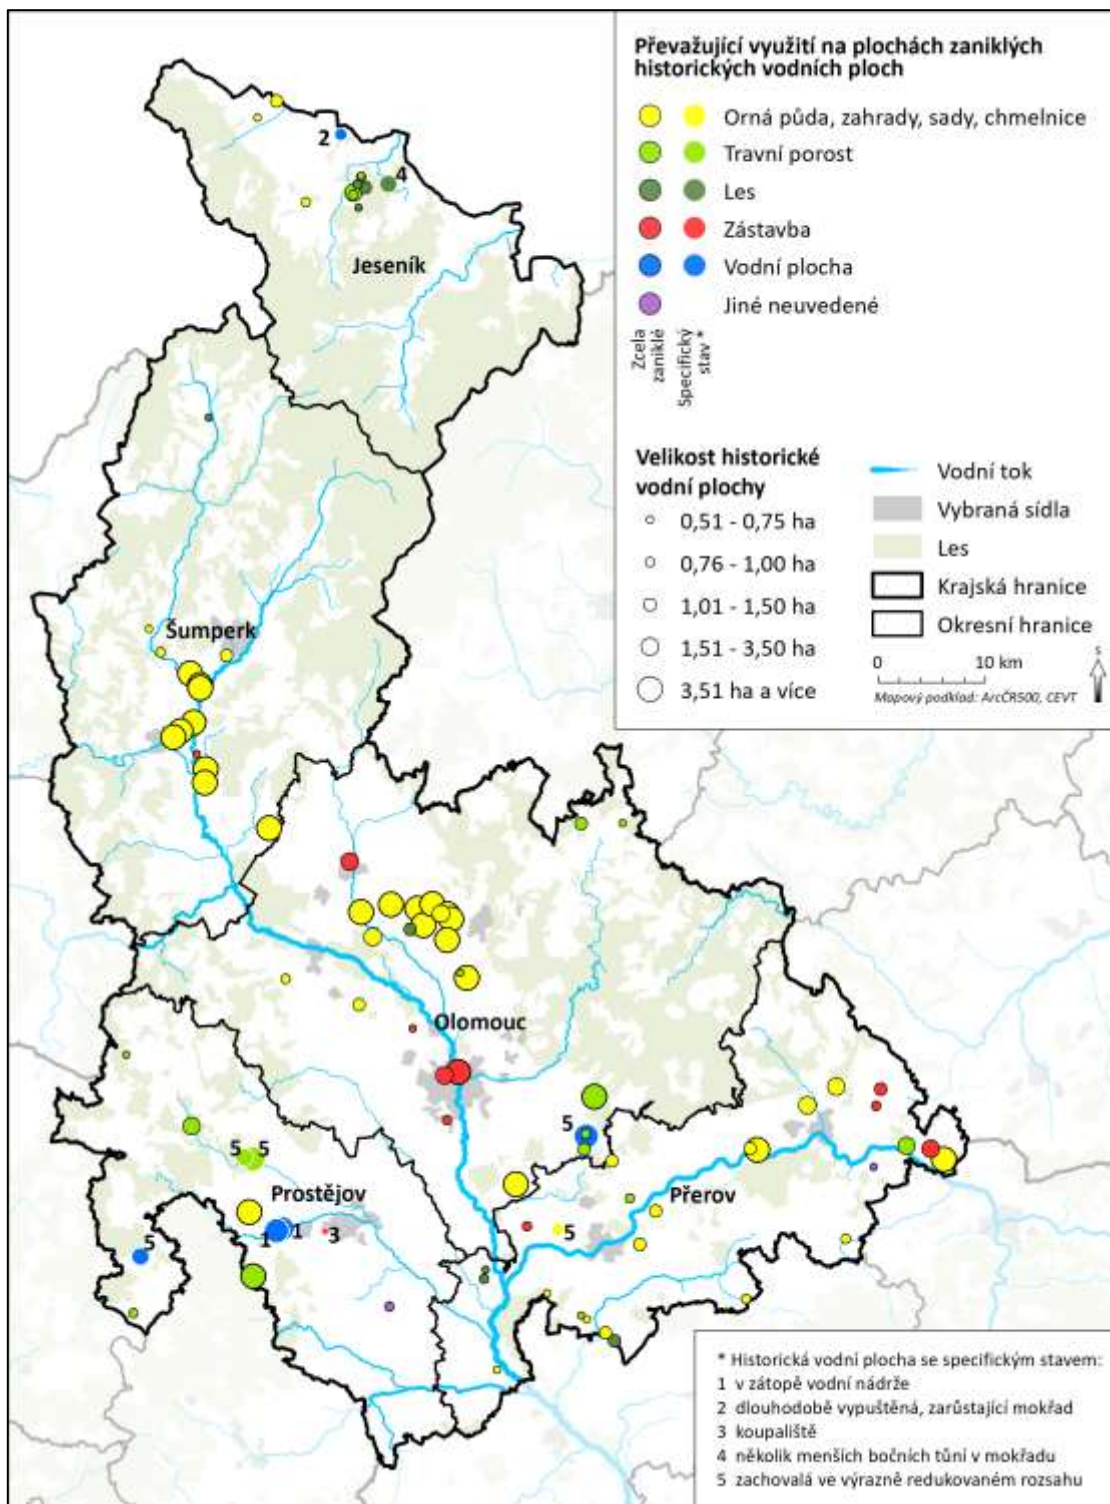 Převažující využití na plochách zaniklých
historických vodních ploch
Orná půda, zahrady, sady, chmelnice
Travní porost
Les
Zástavba
Vodní plocha
Jiné neuvedené
Zcela
zaniklé
Specifický
stav *
Velikost historické
vodní plochy
0,51 - 0,75 ha
0,76 - 1,00 ha
1,01 - 1,50 ha
1,51 - 3,50 ha
3,51 ha a více
Vodní tok
Vybraná sídla
Les
Krajská hranice
Okresní hranice
0 10 km
S
Mapový podklad: ArcČR500, CEVT
2
4
Jeseník
Šumperk
Olomouc
5
5 5
Prostějov
Přerov
1
1
3
5
5
* Historická vodní plocha se specifickým stavem:
1 v zátopě vodní nádrže
2 dlouhodobě vypuštěná, zarůstající mokřad
3 koupaliště
4 několik menších bočních tůní v mokřadu
5 zachovalá ve výrazně redukovaném rozsahu